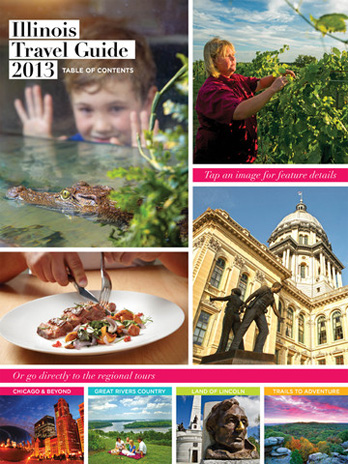 Illinois
Travel Guide
2013 TABLE OF CONTENTS
Tap an image for feature details
Or go directly to the regional tours
CHICAGO & BEYOND
GREAT RIVERS COUNTRY
LAND OF LINCOLN
TRAILS TO ADVENTURE